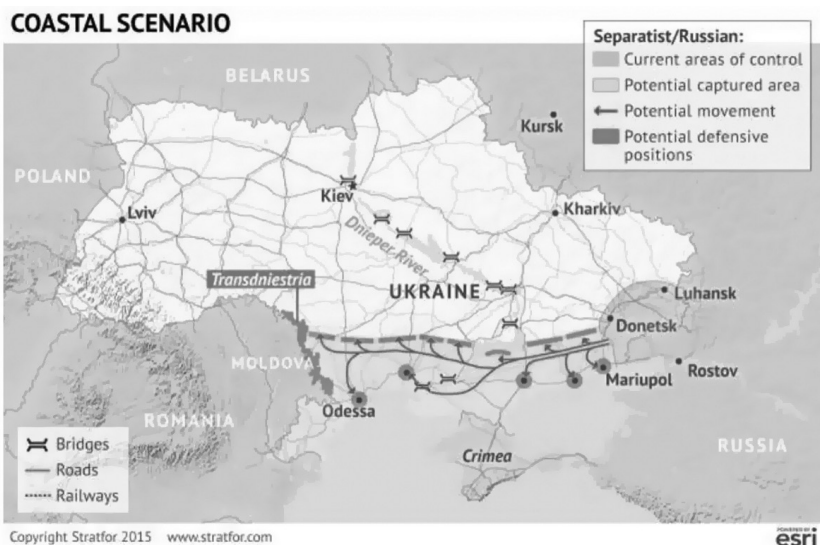 COASTAL SCENARIO
Separatist/Russian:
Current areas of control
Potential captured area
Potential movement
Potential defensive
positions
BELARUS
Kursk
POLAND
Kiev
Lviv
Kharkiv
Dnieper River
Transdniestria
UKRAINE
Luhansk
Donetsk
MOLDOVA
Rostov
Mariupol
Odessa
ROMANIA
RUSSIA
Crimea
Bridges
Roads
Railways
Copyright Stratfor 2015 www.stratfor.com
POWERED BY
esri